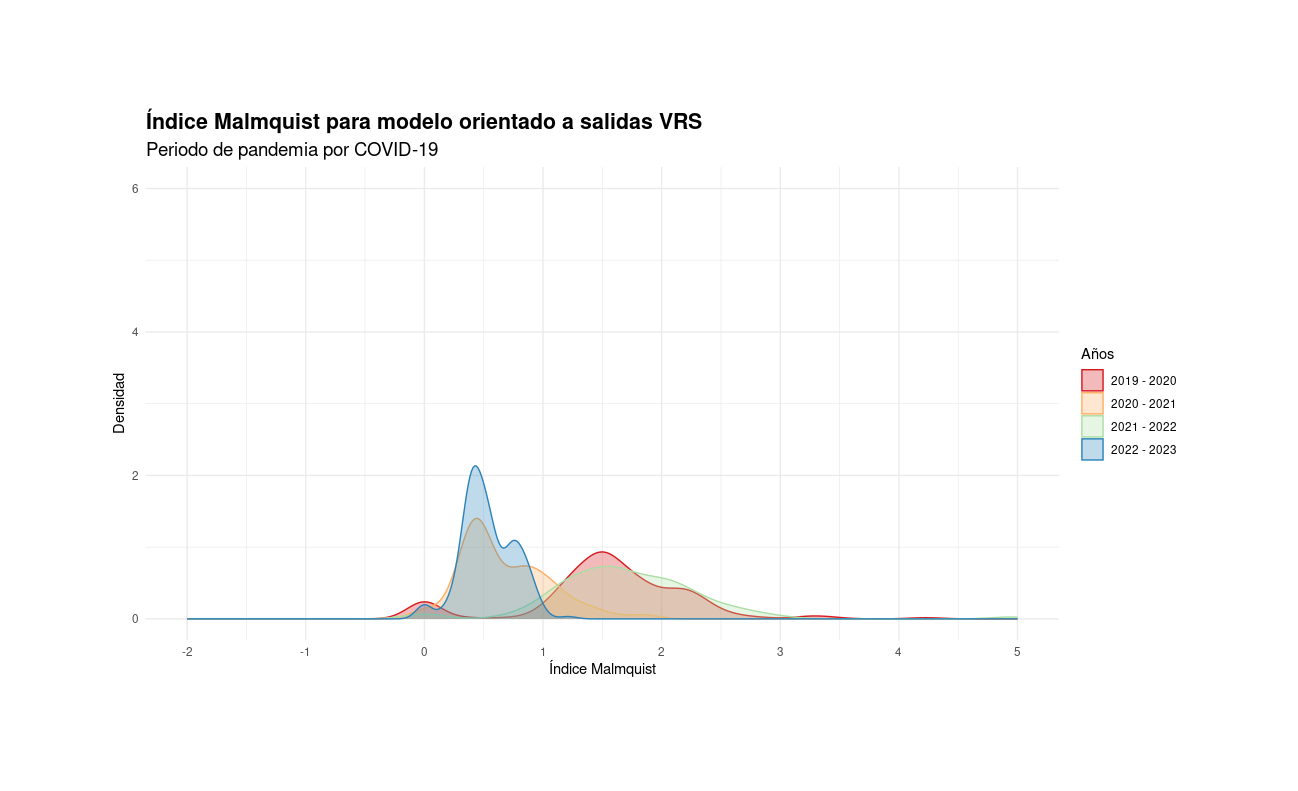 Índice Malmquist para modelo orientado a salidas VRS
Periodo de pandemia por COVID-19
6
4
2
0
Densidad
-2 -1 0 1 2 3 4 5
Índice Malmquist
Años
2019 - 2020
2020 - 2021
2021 - 2022
2022 - 2023